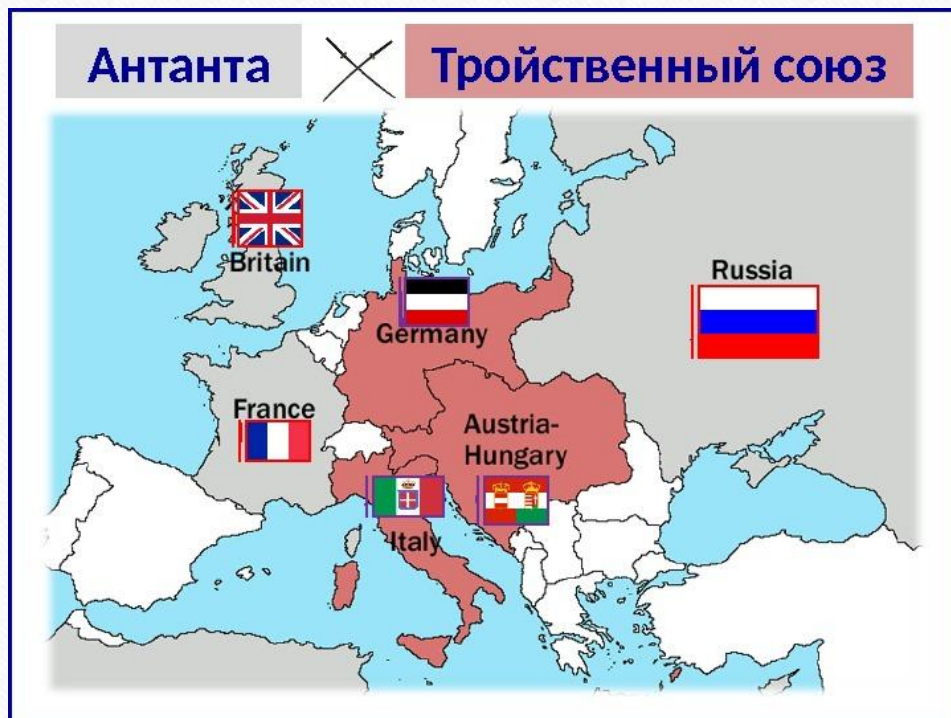 Антанта
Тройственный союз
Britain
Russia
Germany
France
Austria-
Hungary
Italy